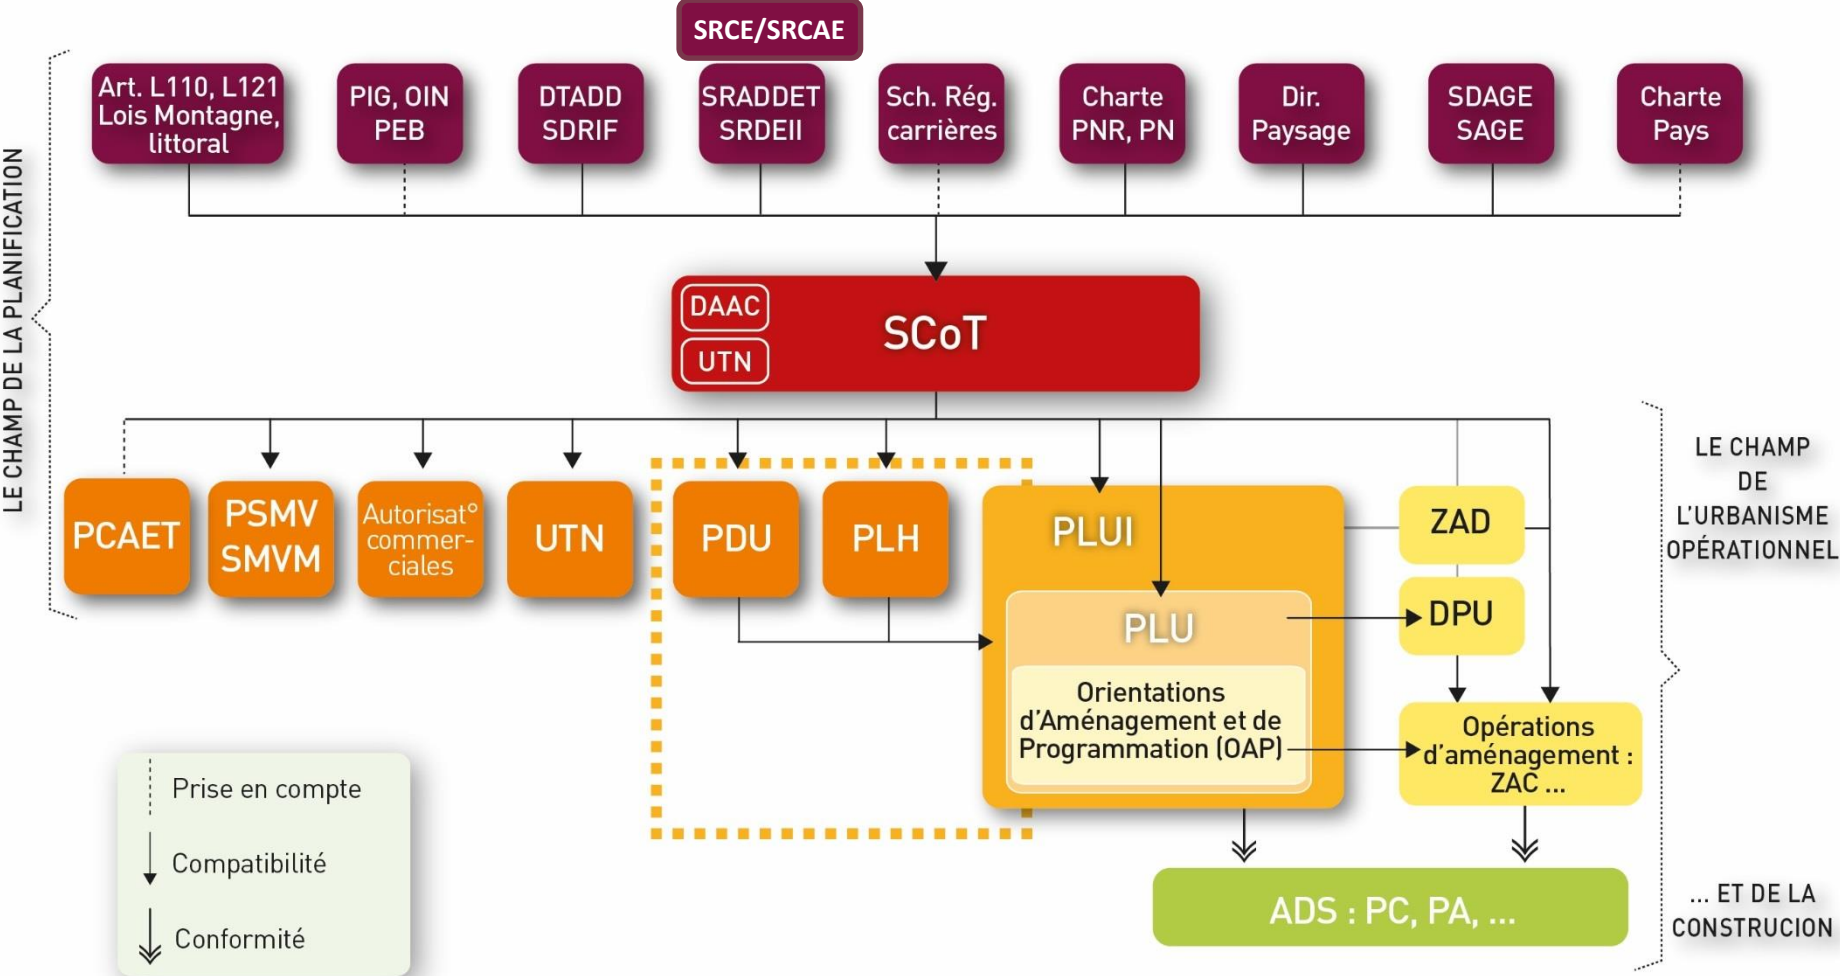 SRCE/SRCAE
Art. L110, L121
Lois Montagne,
littoral
PIG, OIN
PEB
DTADD
SDRIF
SRADDET
SRDEII
Sch. Rég.
carrières
Charte
PNR, PN
Dir.
Paysage
SDAGE
SAGE
Charte
Pays
LE CHAMP DE LA PLANIFICATION
DAAC
UTN
SCoT
PCAET
PSMV
SMVM
Autorisat°
commer-
ciales
UTN
PDU
PLH
PLUI
PLU
Orientations
d'Aménagement et de
Programmation (OAP)
ZAD
DPU
Opérations
d'aménagement :
ZAC ...
LE CHAMP
DE
L'URBANISME
OPÉRATIONNEL
... ET DE LA
CONSTRUCION
ADS : PC, PA, ...
Prise en compte
Compatibilité
Conformité